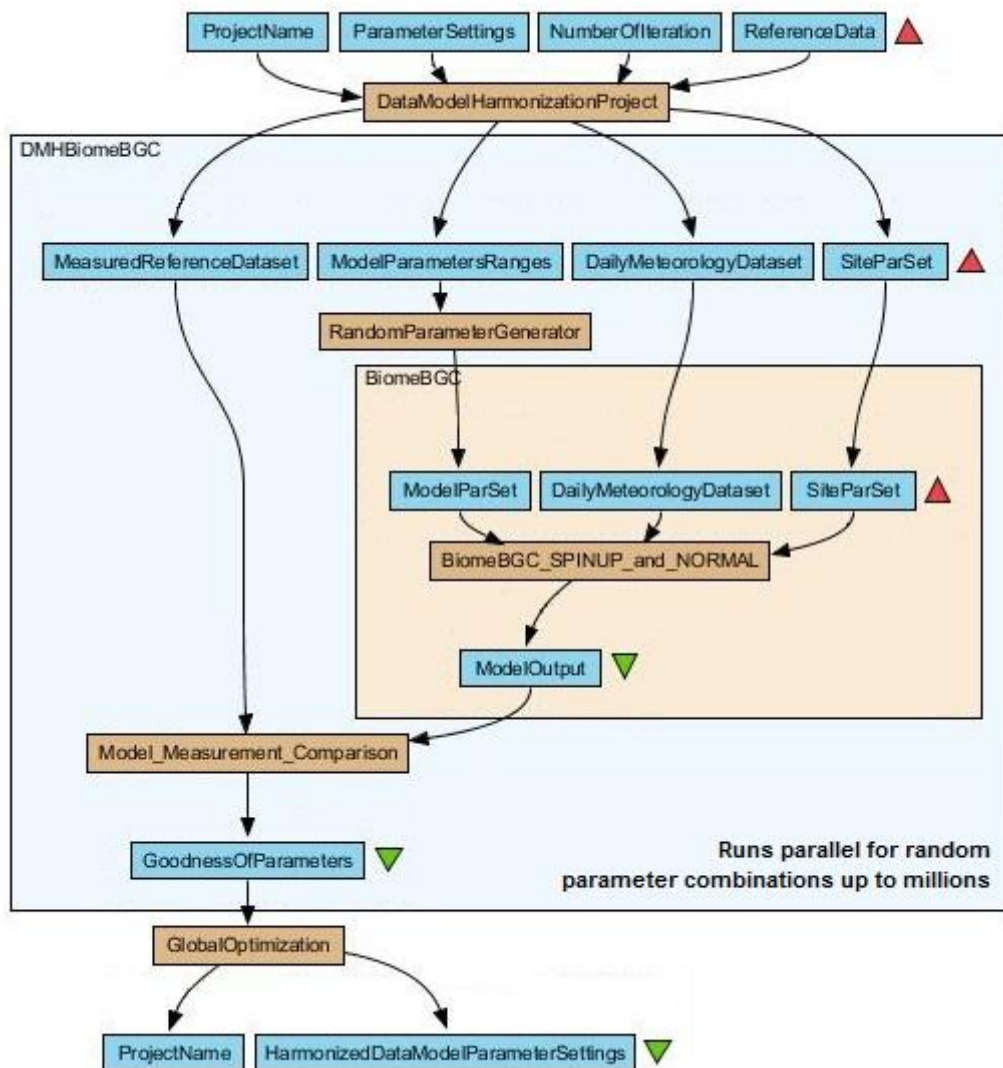 ProjectName
ParameterSettings
NumberOfIteration
ReferenceData
DataModelHarmonizationProject
DMHBiomeBGC
MeasuredReferenceDataset
ModelParametersRanges
DailyMeteorologyDataset
SiteParSet
RandomParameterGenerator
BiomeBGC
ModelParSet
DailyMeteorologyDataset
SiteParSet
BiomeBGC_SPINUP_and_NORMAL
ModelOutput
Model_Measurement_Comparison
GoodnessOfParameters
Runs parallel for random
parameter combinations up to millions
GlobalOptimization
ProjectName
HarmonizedDataModelParameterSettings